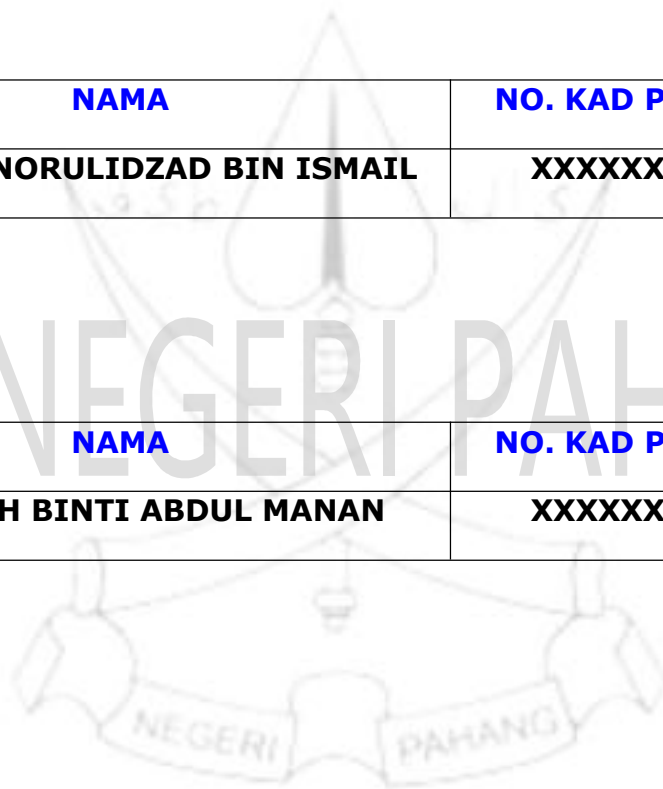 NAMA NO. KAD P
NORULIDZAD BIN ISMAIL XXXXXX
NEGERI PAH
NAMA NO. KAD P
H BINTI ABDUL MANAN XXXXXX
NEGERI PAHANG